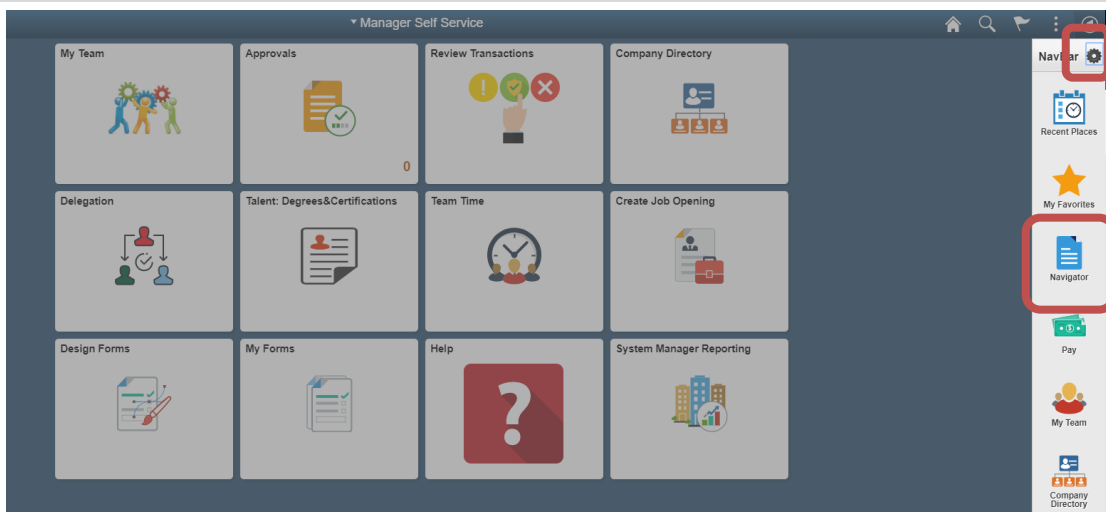 Manager Self Service
My Team
Approvals
Review Transactions
Company Directory
0
Delegation
Talent: Degrees&Certifications
Team Time
Create Job Opening
Design Forms
My Forms
Help
?
System Manager Reporting
NavBar
Recent Places
My Favorites
Navigator
Pay
My Team
Company
Directory